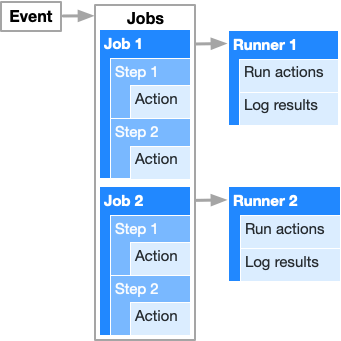 Event
Jobs
Job 1
Step 1
Action
Step 2
Action
Runner 1
Run actions
Log results
Job 2
Step 1
Action
Step 2
Action
Runner 2
Run actions
Log results